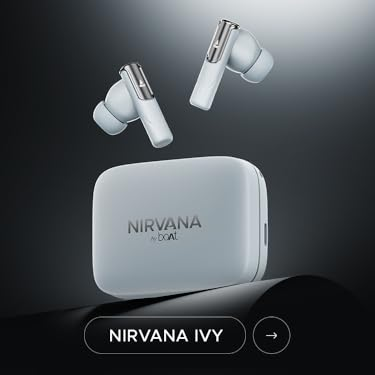 NIRVANA
by boAt
NIRVANA IVY
→